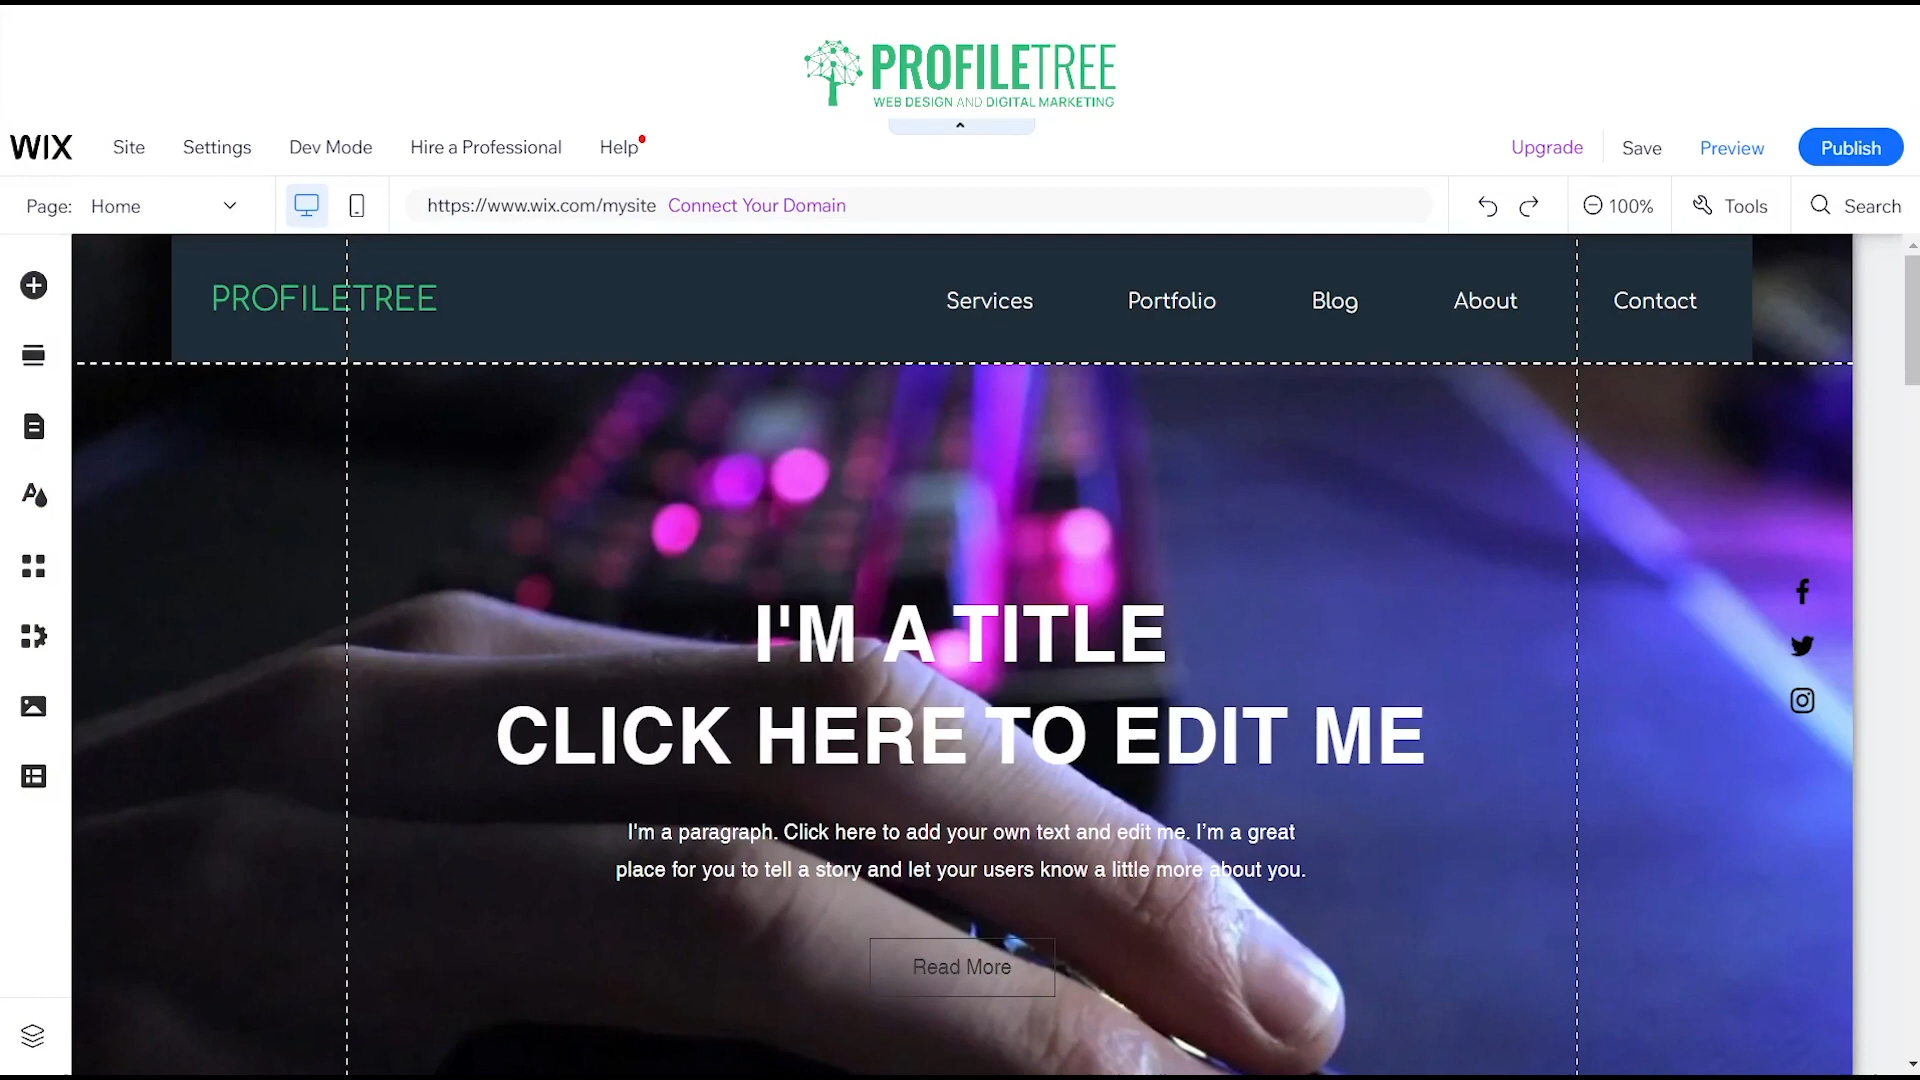 PROFILETREE
WEB DESIGN AND DIGITAL MARKETING
WIX Site Settings Dev Mode Hire a Professional Help Upgrade Save Preview Publish
Page: Home https://www.wix.com/mysite Connect Your Domain 100% Tools Search
PROFILETREE Services Portfolio Blog About Contact
I'M A TITLE
CLICK HERE TO EDIT ME
I'm a paragraph. Click here to add your own text and edit me. I’m a great
place for you to tell a story and let your users know a little more about you.
Read More